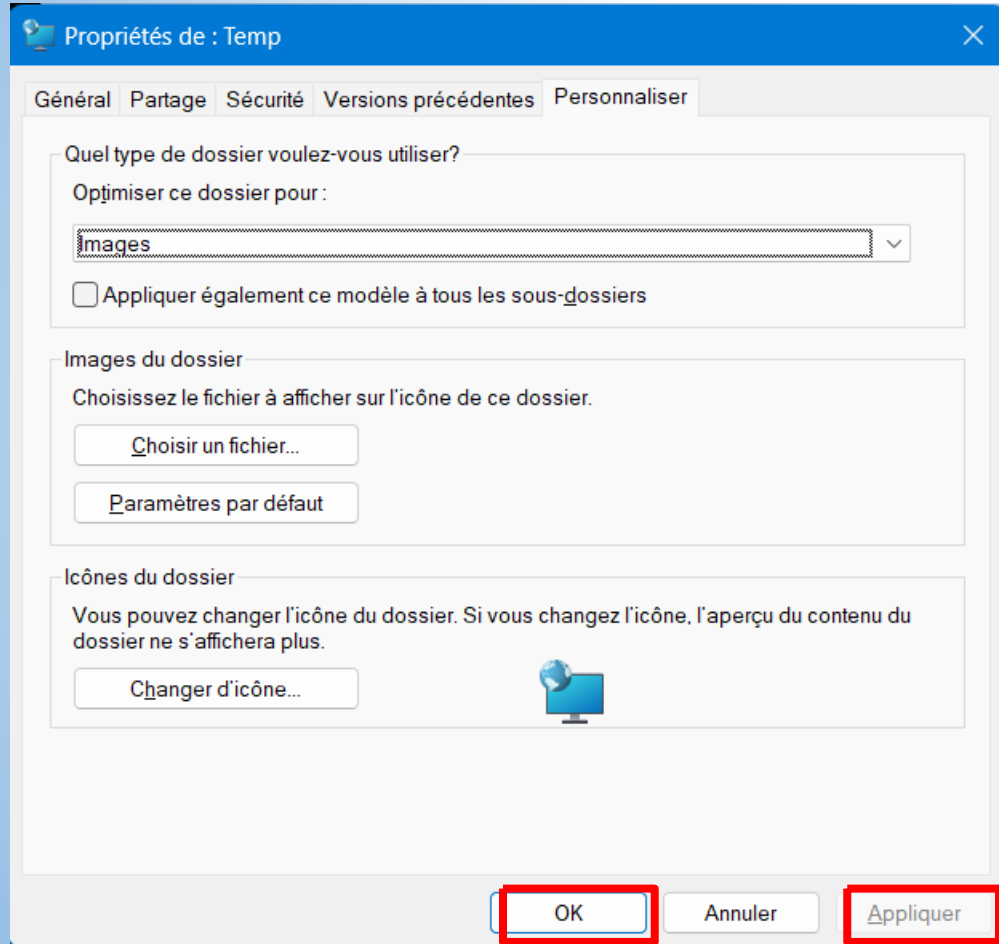 Propriétés de : Temp
Général Partage Sécurité Versions précédentes Personnaliser
Quel type de dossier voulez-vous utiliser?
Optimiser ce dossier pour :
Images
Appliquer également ce modèle à tous les sous-dossiers
Images du dossier
Choisissez le fichier à afficher sur l'icône de ce dossier.
Choisir un fichier...
Paramètres par défaut
Icônes du dossier
Vous pouvez changer l'icône du dossier. Si vous changez l'icône, l'aperçu du contenu du
dossier ne s'affichera plus.
Changer d'icône...
OK Annuler Appliquer